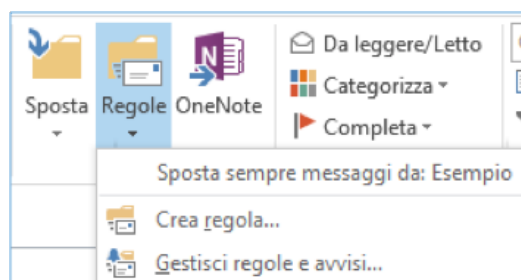 Sposta
Regole
OneNote
Da leggere/Letto
Categorizza
Completa
Sposta sempre messaggi da: Esempio
Crea regola...
Gestisci regole e avvisi...